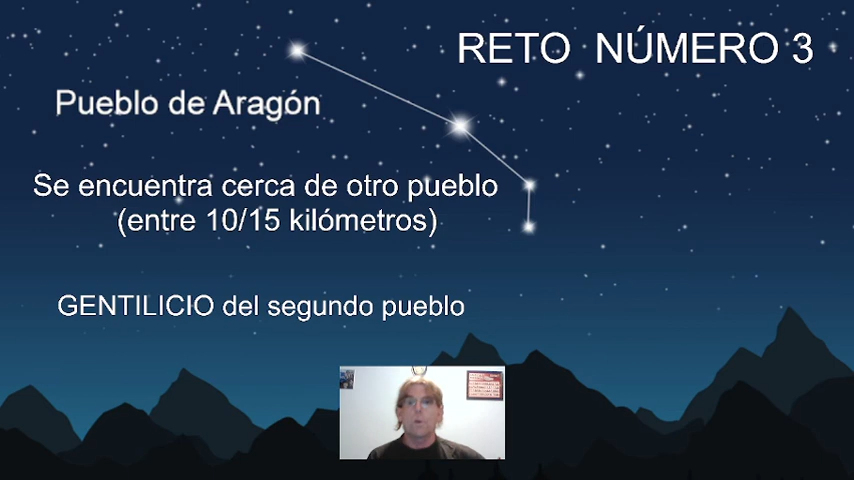 RETO NÚMERO 3
Pueblo de Aragón
Se encuentra cerca de otro pueblo
(entre 10/15 kilómetros)
GENTILICIO del segundo pueblo